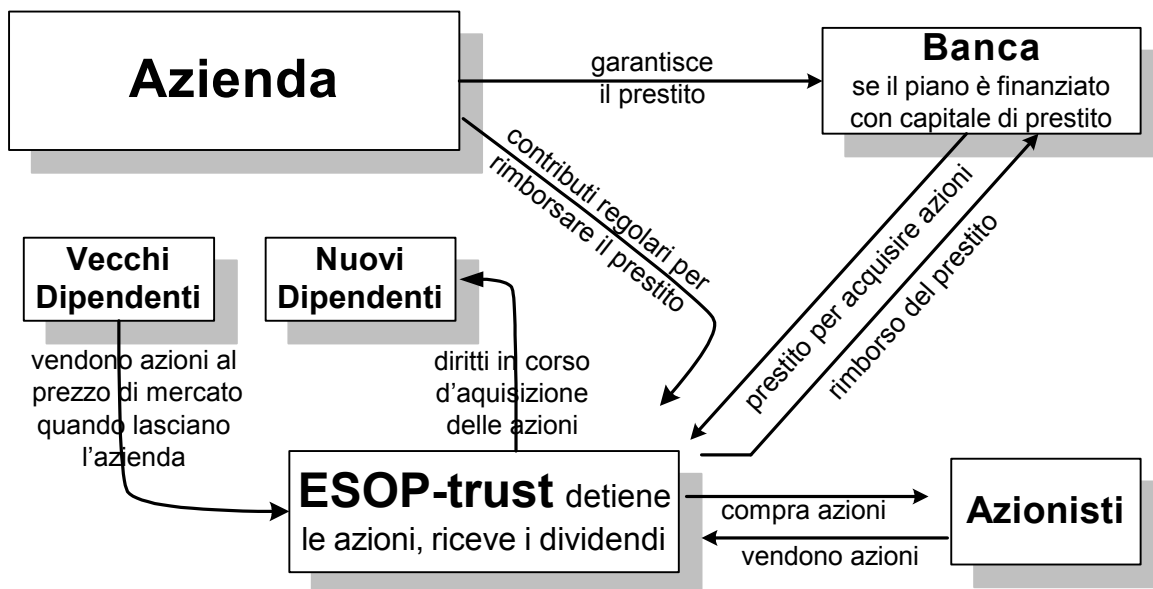 Azienda
garantisce
il prestito
Banca
se il piano è finanziato
con capitale di prestito
contributi regolari per
rimborsare il prestito
prestito per acquisire azioni
rimborso del prestito
Vecchi
Dipendenti
Nuovi
Dipendenti
vendono azioni al
prezzo di mercato
quando lasciano
l'azienda
diritti in corso
d'aquisizione
delle azioni
ESOP-trust detiene
le azioni, riceve i dividendi
compra azioni
vendono azioni
Azionisti